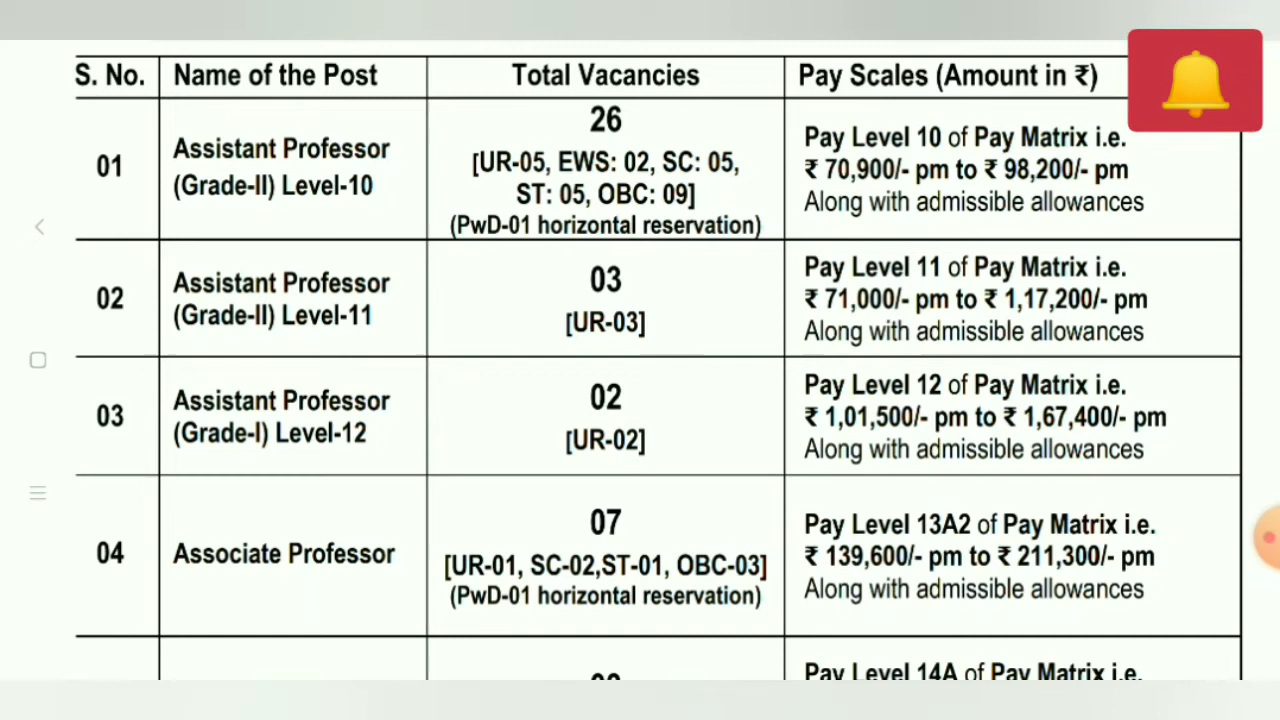 S. No. Name of the Post Total Vacancies Pay Scales (Amount in ₹)
01
Assistant Professor
(Grade-II) Level-10
26
[UR-05, EWS: 02, SC: 05,
ST: 05, OBC: 09]
(PwD-01 horizontal reservation)
Pay Level 10 of Pay Matrix i.e.
₹ 70,900/- pm to ₹ 98,200/- pm
Along with admissible allowances
02
Assistant Professor
(Grade-II) Level-11
03
[UR-03]
Pay Level 11 of Pay Matrix i.e.
₹ 71,000/- pm to ₹ 1,17,200/- pm
Along with admissible allowances
03
Assistant Professor
(Grade-I) Level-12
02
[UR-02]
Pay Level 12 of Pay Matrix i.e.
₹ 1,01,500/- pm to ₹ 1,67,400/- pm
Along with admissible allowances
04
Associate Professor
07
[UR-01, SC-02,ST-01, OBC-03]
(PwD-01 horizontal reservation)
Pay Level 13A2 of Pay Matrix i.e.
₹ 139,600/- pm to ₹ 211,300/- pm
Along with admissible allowances
Pay Level 14A of Pay Matrix i.e.